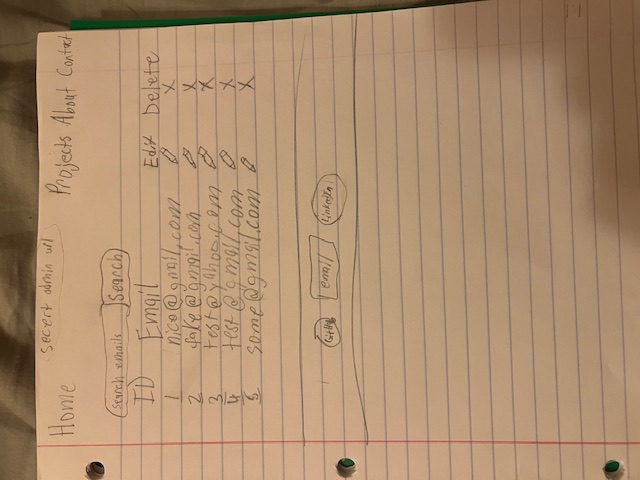 secert admin url
Home Projects About Contact
Search emails Search
ID Email Edit Delete
1 nico@gmail.com X
2 fake@gmail.com X
3 test@yahoo.com X
4 test@gmail.com X
5 some@gmail.com X
GitHub email LinkedIn